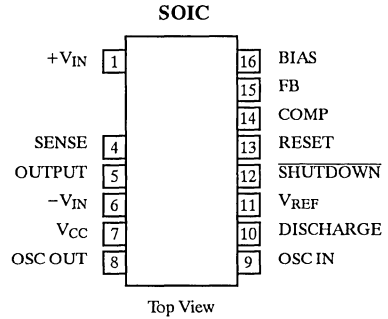 SOIC
+VIN 1 16 BIAS
15 FB
14 COMP
SENSE 4 13 RESET
OUTPUT 5 12 SHUTDOWN
−VIN 6 11 VREF
VCC 7 10 DISCHARGE
OSC OUT 8 9 OSC IN
Top View